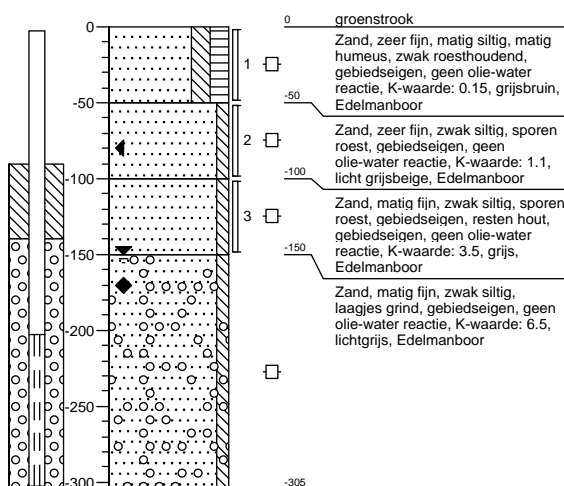 0
-50
-100
-150
-200
-250
-300
1
2
3
0 groenstrook
Zand, zeer fijn, matig siltig, matig
humeus, zwak roesthoudend,
gebiedseigen, geen olie-water
reactie, K-waarde: 0.15, grijsbruin,
Edelmanboor
-50
Zand, zeer fijn, zwak siltig, sporen
roest, gebiedseigen, geen
olie-water reactie, K-waarde: 1.1,
licht grijsbeige, Edelmanboor
-100
Zand, matig fijn, zwak siltig, sporen
roest, gebiedseigen, resten hout,
gebiedseigen, geen olie-water
reactie, K-waarde: 3.5, grijs,
Edelmanboor
-150
Zand, matig fijn, zwak siltig,
laagjes grind, gebiedseigen, geen
olie-water reactie, K-waarde: 6.5,
lichtgrijs, Edelmanboor
-305